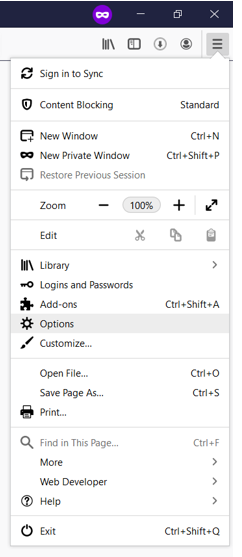 Sign in to Sync
Content Blocking Standard
New Window Ctrl+N
New Private Window Ctrl+Shift+P
Restore Previous Session
Zoom 100%
Edit
Library
Logins and Passwords
Add-ons Ctrl+Shift+A
Options
Customize...
Open File... Ctrl+O
Save Page As... Ctrl+S
Print...
Find in This Page... Ctrl+F
More
Web Developer
Help
Exit Ctrl+Shift+Q